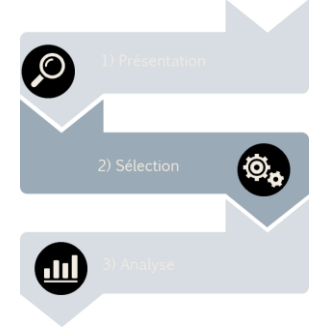 1) Présentation
2) Sélection
3) Analyse